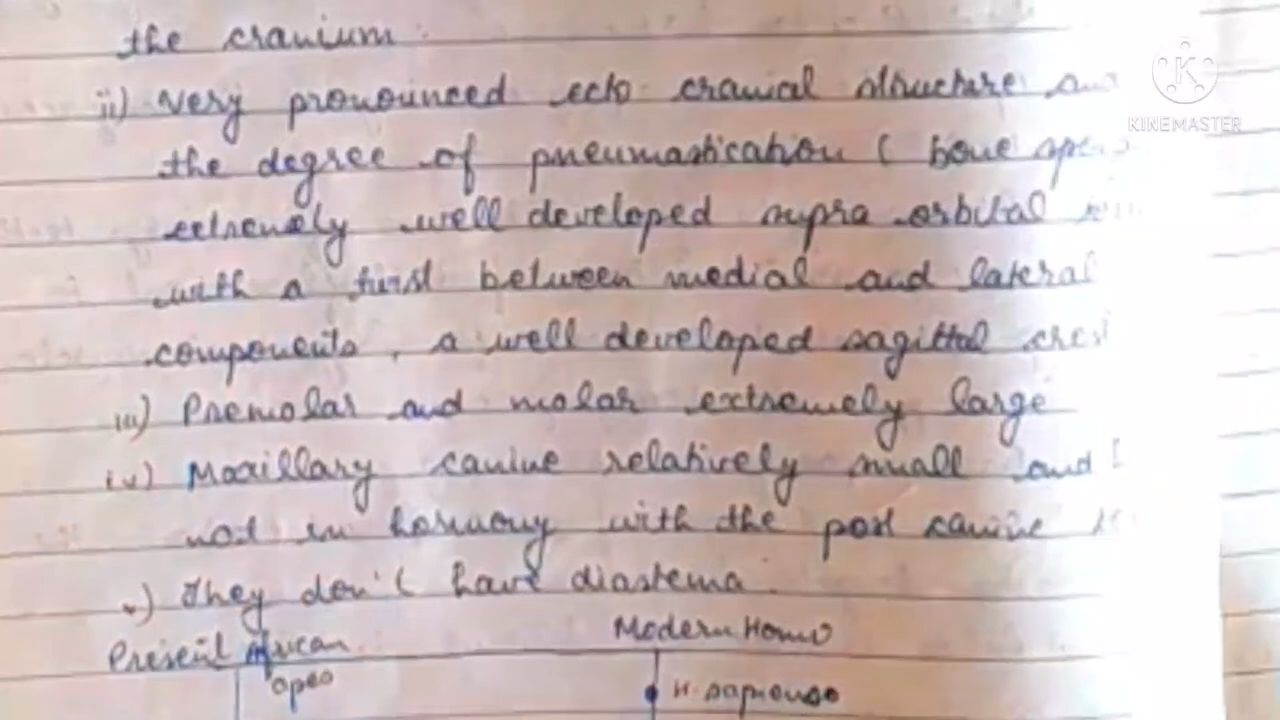 the cranium.
ii) Very pronounced ecto cranial structure and
the degree of pneumastication ( bone
extremely well developed supra orbital
with a twist between medial and lateral
components, a well developed sagittal crest
iii) Premolar and molar extremely large
iv) Maxillary canine relatively small and
not in harmony with the post canine
v) They don't have diastema.
Present African apes
Modern Homo
H. sapiens
KINEMASTER